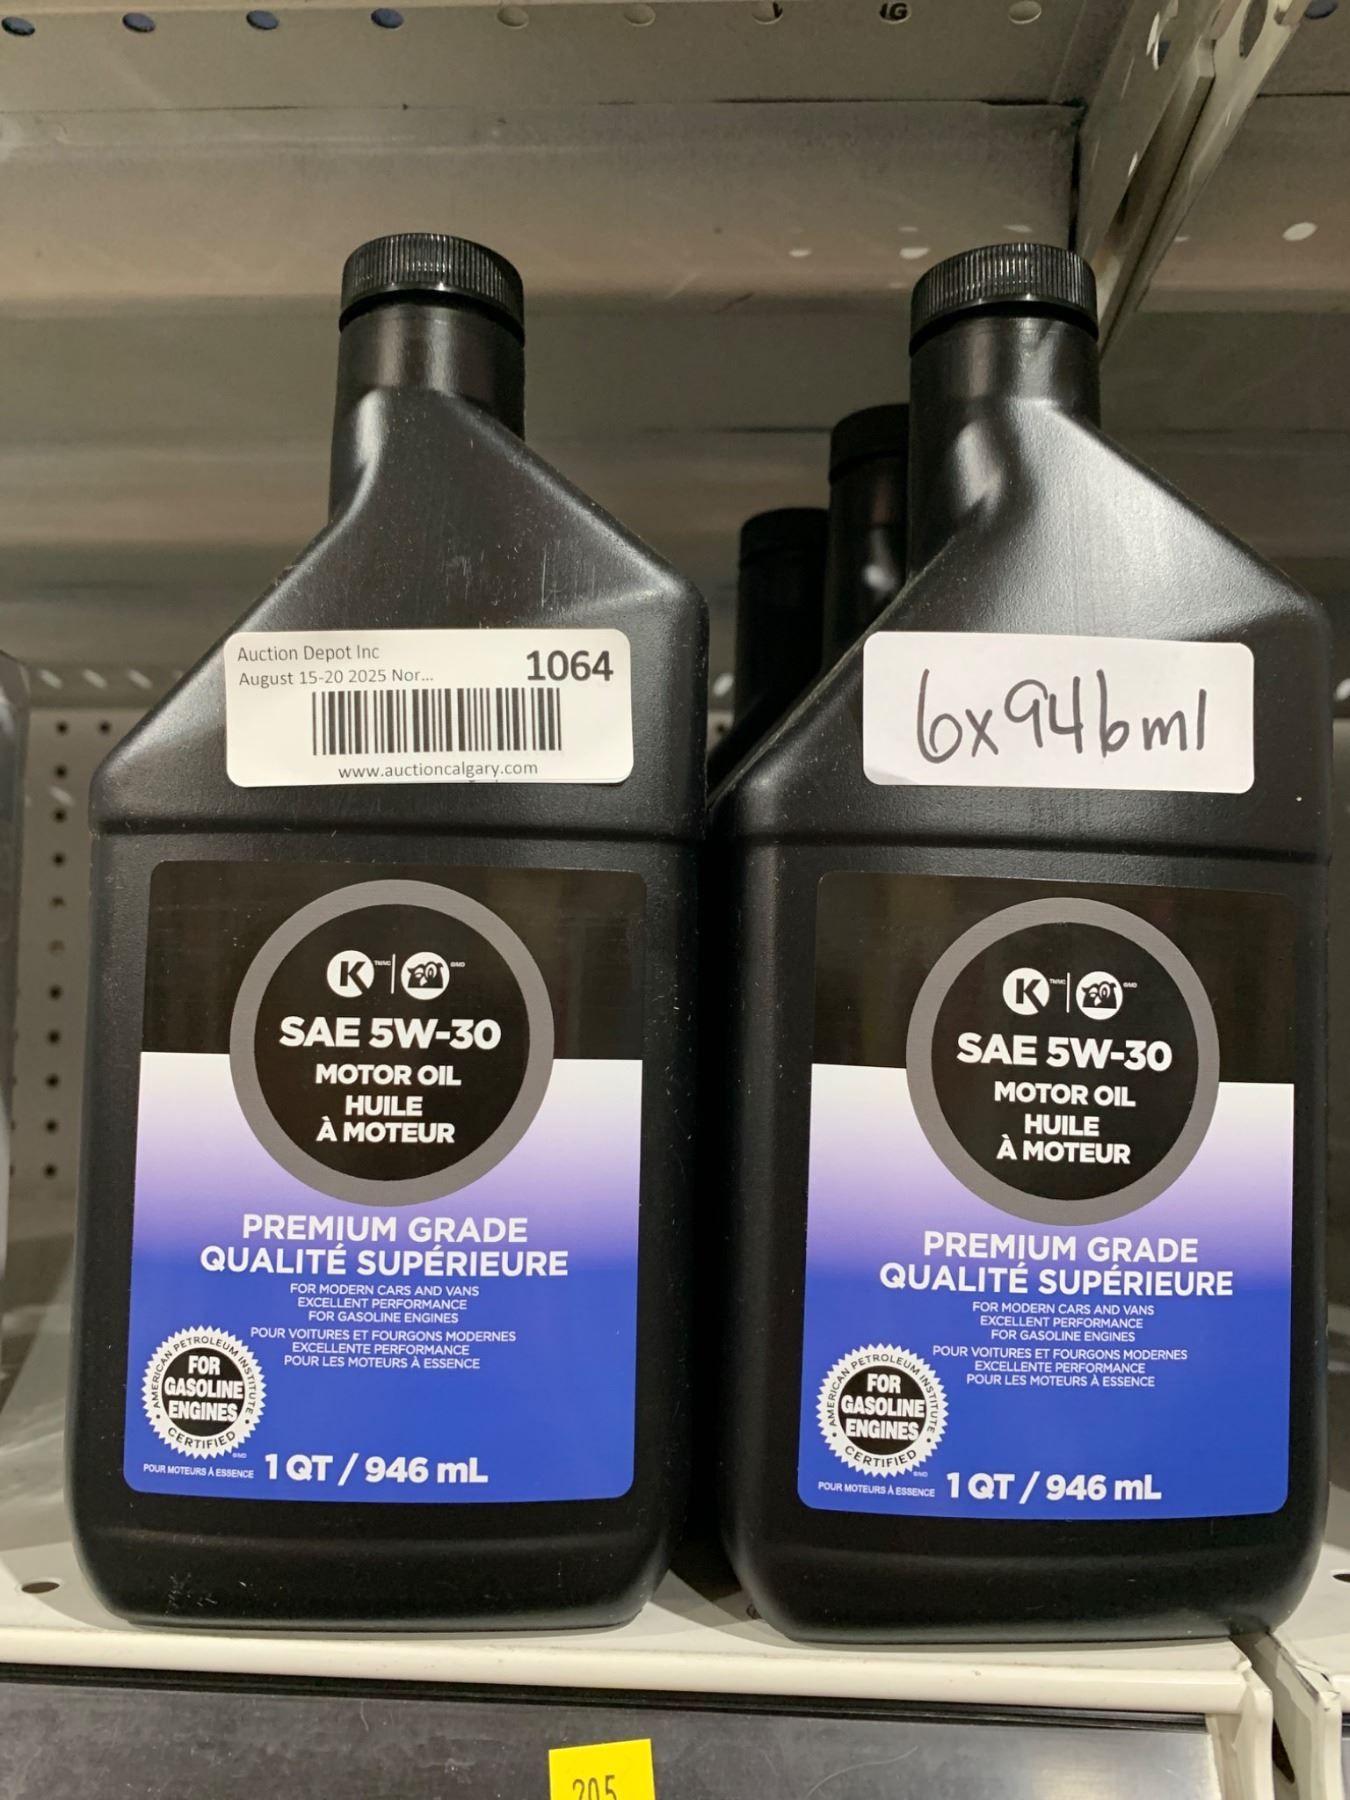 Auction Depot Inc
1064
August 15-20 2025 Nor...
www.auctioncalgary.com
6x946ml
K
SAE 5W-30
MOTOR OIL
HUILE
À MOTEUR
PREMIUM GRADE
QUALITÉ SUPÉRIEURE
FOR MODERN CARS AND VANS
EXCELLENT PERFORMANCE
FOR GASOLINE ENGINES
POUR VOITURES ET FOURGONS MODERNES
EXCELLENTE PERFORMANCE
POUR LES MOTEURS À ESSENCE
AMERICAN PETROLEUM INSTITUTE
FOR
GASOLINE
ENGINES
CERTIFIED
POUR MOTEURS À ESSENCE
1 QT / 946 mL
K
SAE 5W-30
MOTOR OIL
HUILE
À MOTEUR
PREMIUM GRADE
QUALITÉ SUPÉRIEURE
FOR MODERN CARS AND VANS
EXCELLENT PERFORMANCE
FOR GASOLINE ENGINES
POUR VOITURES ET FOURGONS MODERNES
EXCELLENTE PERFORMANCE
POUR LES MOTEURS À ESSENCE
AMERICAN PETROLEUM INSTITUTE
FOR
GASOLINE
ENGINES
CERTIFIED
POUR MOTEURS À ESSENCE
1 QT / 946 mL
205